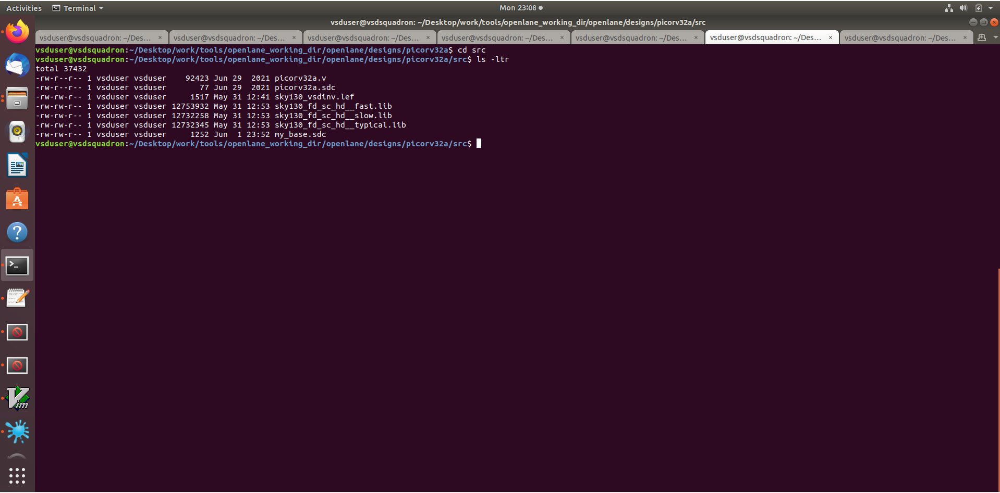 Activities Terminal Mon 23:08
vsduser@vsdsquadron: ~/Desktop/work/tools/openlane_working_dir/openlane/designs/picorv32a/src
vsduser@vsdsquadron: ~/Des... × vsduser@vsdsquadron: ~/Des... × vsduser@vsdsquadron: ~/Des... × vsduser@vsdsquadron: ~/Des... × vsduser@vsdsquadron: ~/Des... × vsduser@vsdsquadron: ~/Des... × vsduser@vsdsquadron: ~/Des... ×
vsduser@vsdsquadron:~/Desktop/work/tools/openlane_working_dir/openlane/designs/picorv32a$ cd src
vsduser@vsdsquadron:~/Desktop/work/tools/openlane_working_dir/openlane/designs/picorv32a/src$ ls -ltr
total 37432
-rw-r--r-- 1 vsduser vsduser    92423 Jun 29  2021 picorv32a.v
-rw-rw-r-- 1 vsduser vsduser       77 Jun 29  2021 picorv32a.sdc
-rw-rw-r-- 1 vsduser vsduser     1517 May 31 12:41 sky130_vsdinv.lef
-rw-rw-r-- 1 vsduser vsduser 12753932 May 31 12:53 sky130_fd_sc_hd__fast.lib
-rw-rw-r-- 1 vsduser vsduser 12732258 May 31 12:53 sky130_fd_sc_hd__slow.lib
-rw-rw-r-- 1 vsduser vsduser 12732345 May 31 12:53 sky130_fd_sc_hd__typical.lib
-rw-rw-r-- 1 vsduser vsduser     1252 Jun  1 23:52 my_base.sdc
vsduser@vsdsquadron:~/Desktop/work/tools/openlane_working_dir/openlane/designs/picorv32a/src$